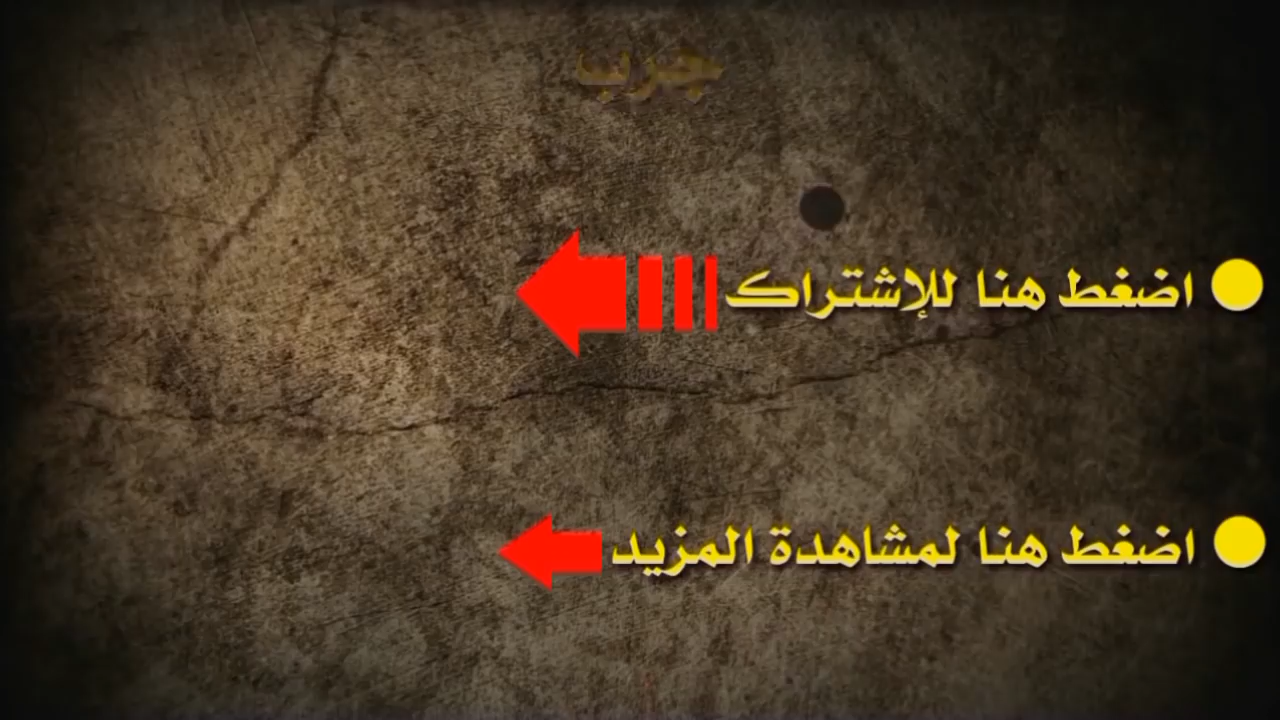 جرب
اضغط هنا للإشتراك
اضغط هنا لمشاهدة المزيد